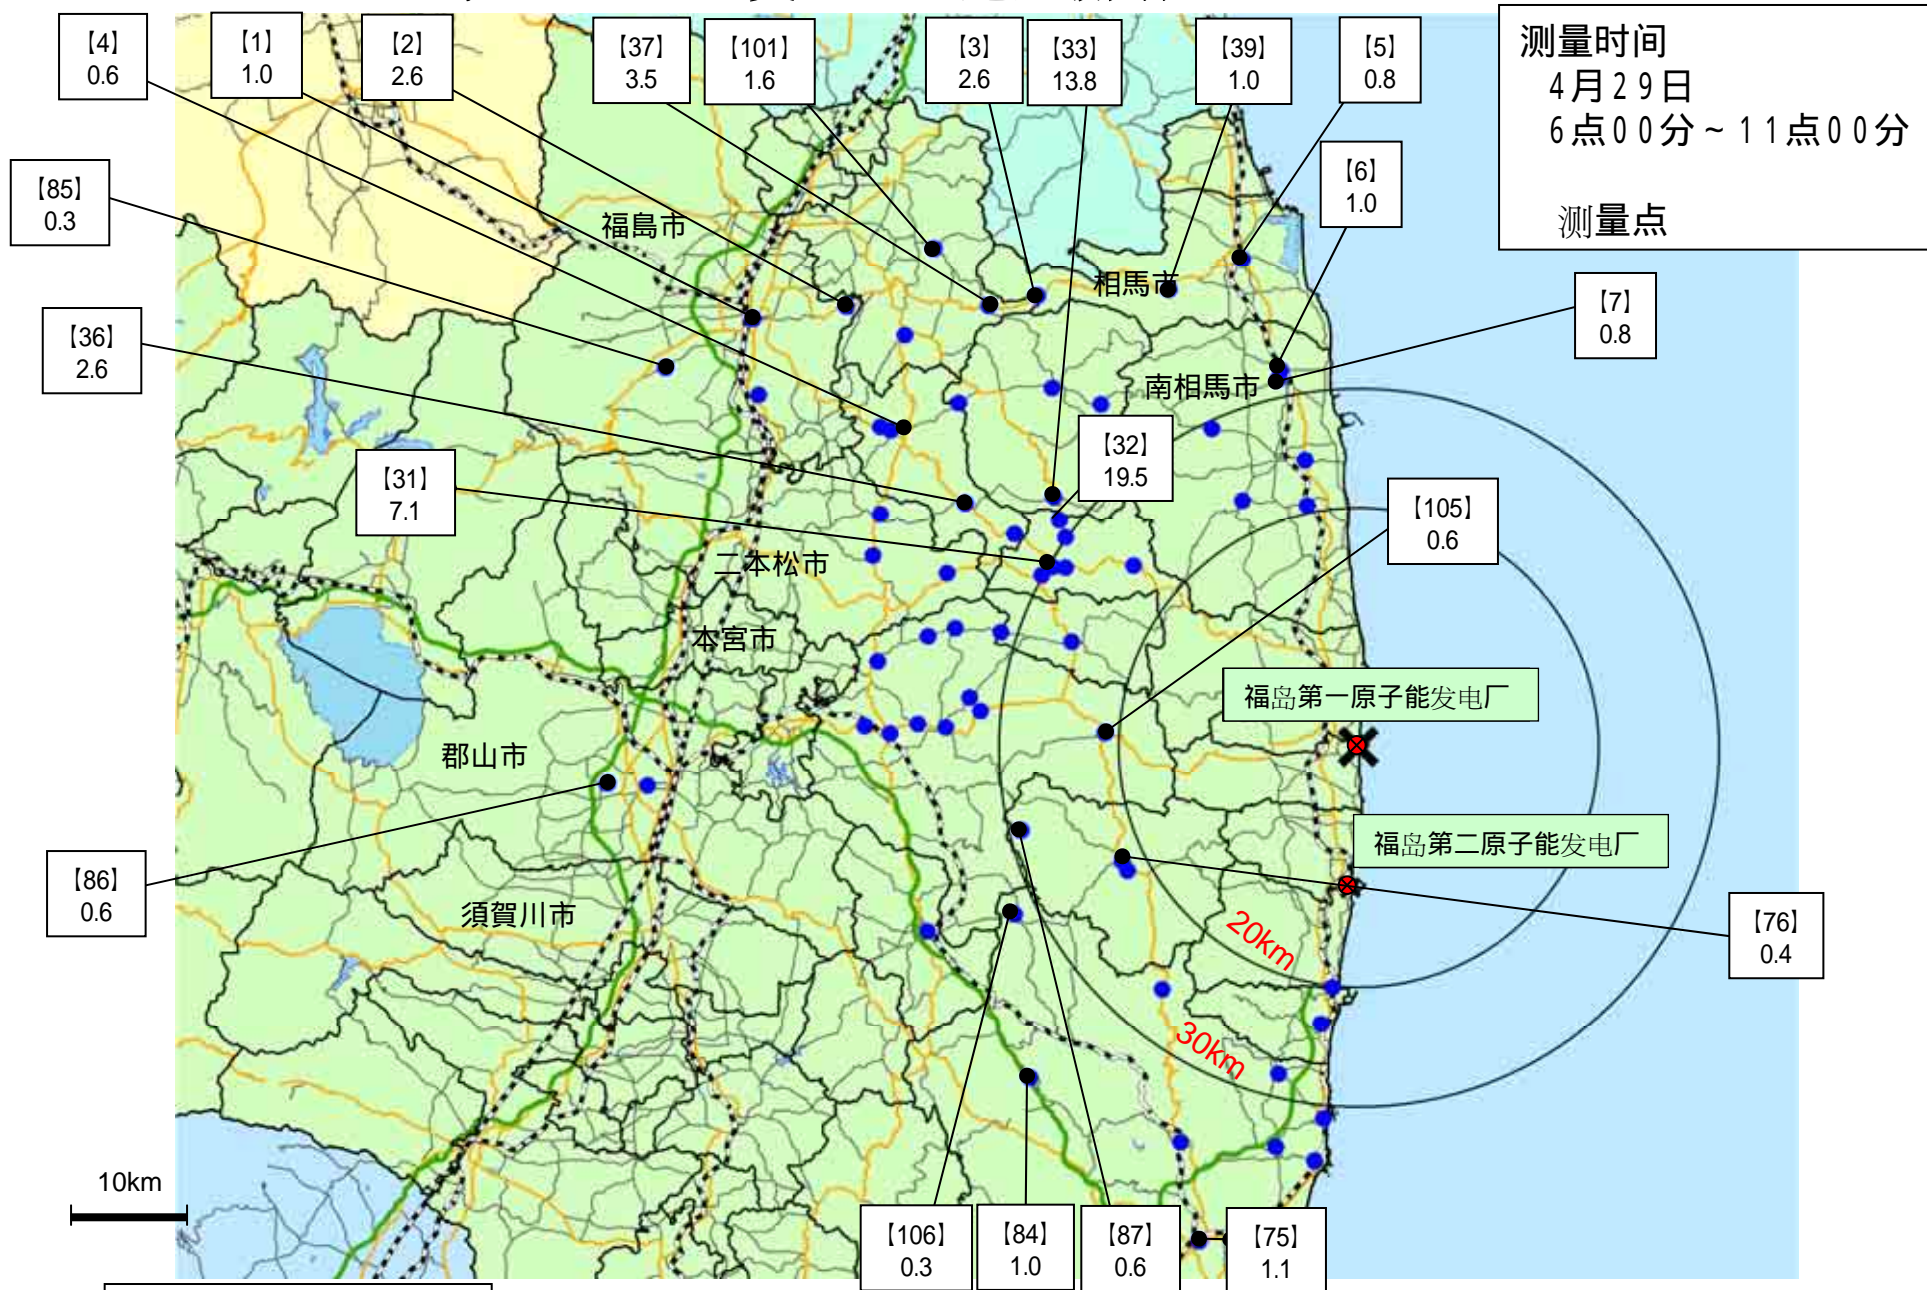 【4】
0.6
【1】
1.0
【2】
2.6
【37】
3.5
【101】
1.6
【3】
2.6
【33】
13.8
【39】
1.0
【5】
0.8
测量时间
4月29日
6点00分~11点00分
测量点
【6】
1.0
【85】
0.3
福島市
相馬市
【7】
0.8
【36】
2.6
南相馬市
【32】
19.5
【31】
7.1
【105】
0.6
二本松市
本宮市
福岛第一原子能发电厂
郡山市
福岛第二原子能发电厂
【86】
0.6
須賀川市
20km
【76】
0.4
30km
10km
【106】
0.3
【84】
1.0
【87】
0.6
【75】
1.1